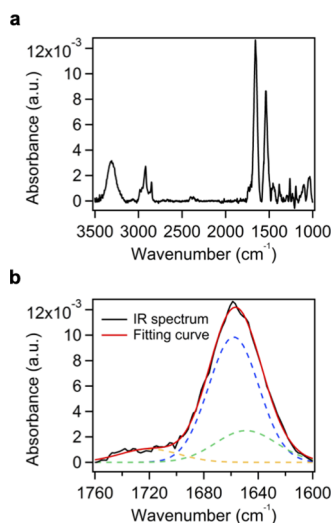 a
12x10⁻³
10
8
6
4
2
0
Absorbance (a.u.)
3500 3000 2500 2000 1500 1000
Wavenumber (cm⁻¹)
b
12x10⁻³
10
8
6
4
2
0
Absorbance (a.u.)
IR spectrum
Fitting curve
1760 1720 1680 1640 1600
Wavenumber (cm⁻¹)